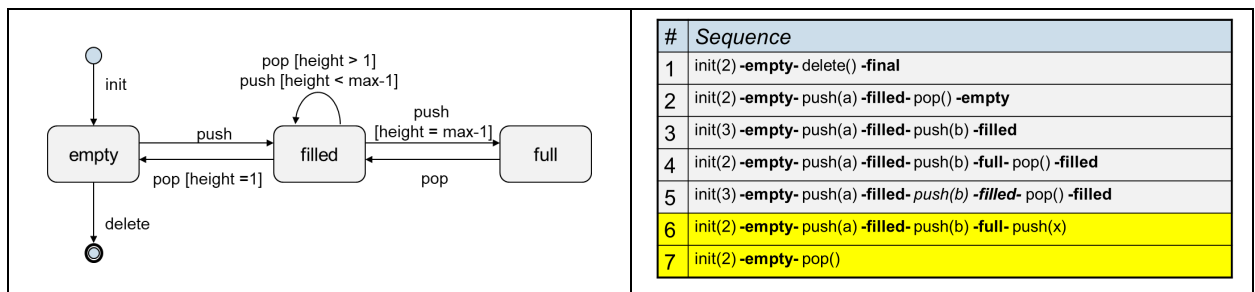 init
pop [height > 1]
push [height < max-1]
push
push
[height = max-1]
empty
filled
full
pop [height =1]
pop
delete
# Sequence
1 init(2) -empty- delete() -final
2 init(2) -empty- push(a) -filled- pop() -empty
3 init(3) -empty- push(a) -filled- push(b) -filled
4 init(2) -empty- push(a) -filled- push(b) -full- pop() -filled
5 init(3) -empty- push(a) -filled- push(b) -filled- pop() -filled
6 init(2) -empty- push(a) -filled- push(b) -full- push(x)
7 init(2) -empty- pop()